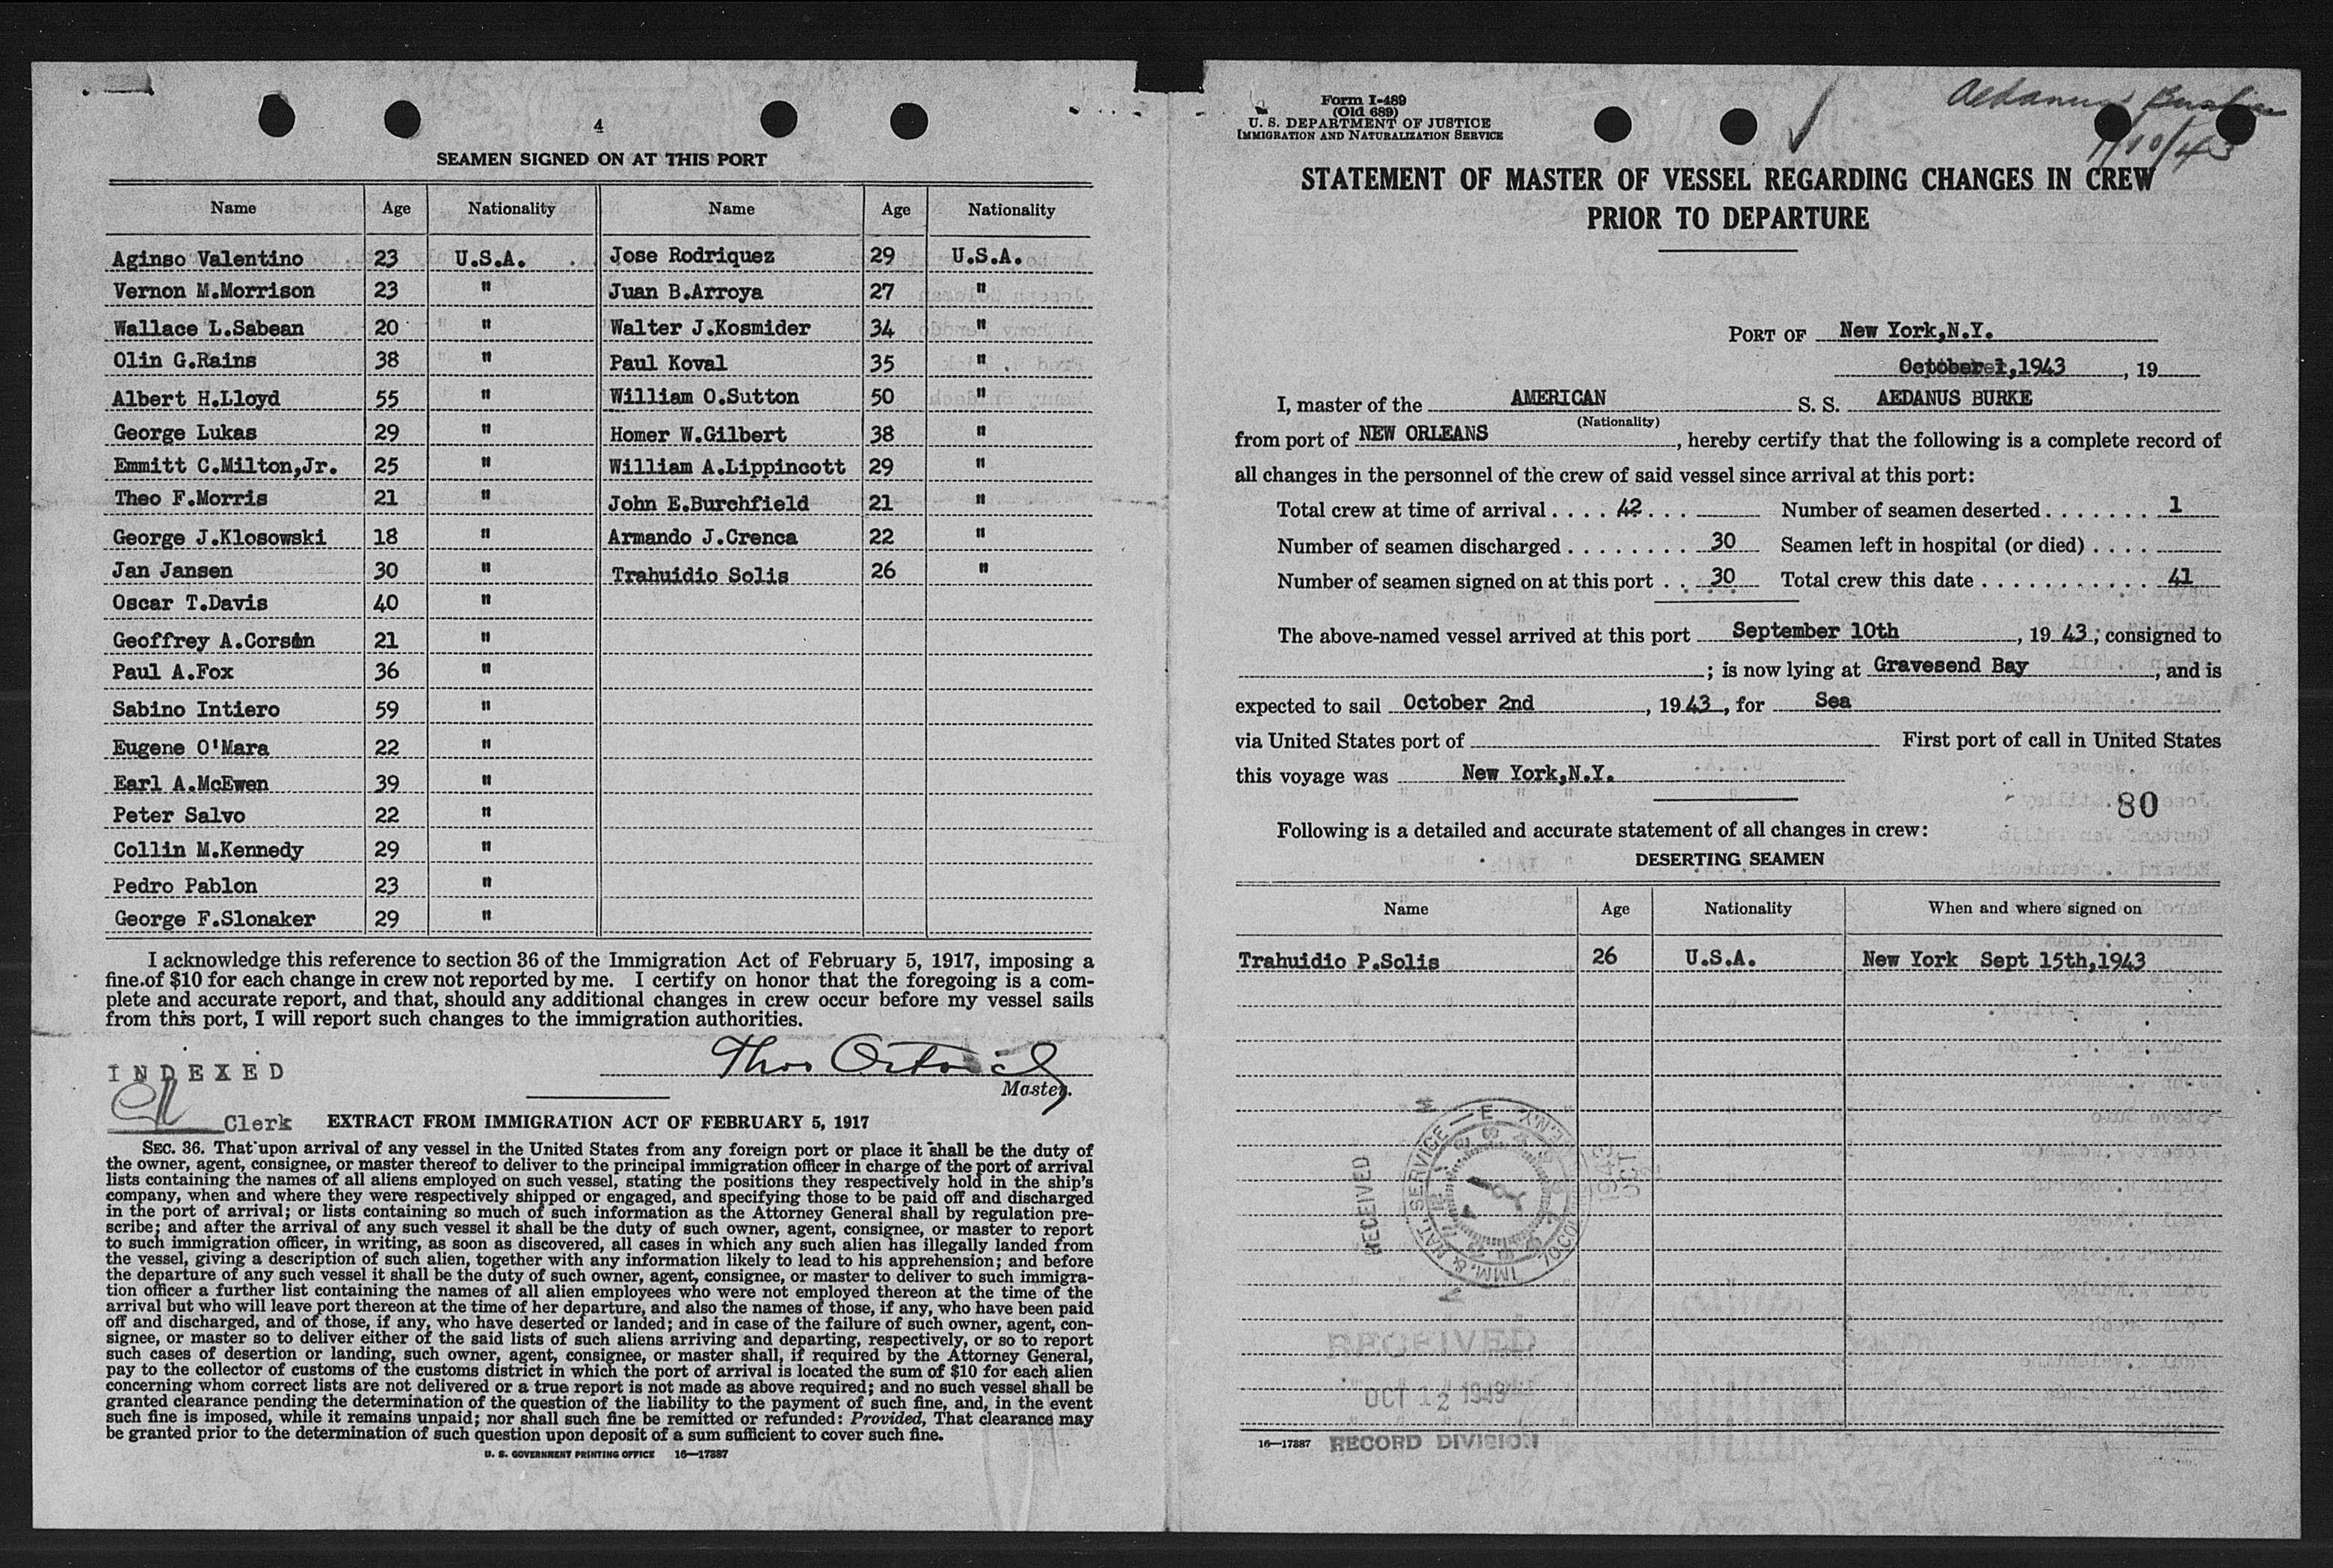 4
SEAMEN SIGNED ON AT THIS PORT
Name Age Nationality Name Age Nationality
Aginso Valentino 23 U.S.A. Jose Rodriquez 29 U.S.A.
Vernon M.Morrison 23 " Juan B.Arroya 27 "
Wallace L.Sabean 20 " Walter J.Kosmider 34 "
Olin G.Rains 38 " Paul Koval 35 "
Albert H.Lloyd 55 " William O.Sutton 50 "
George Lukas 29 " Homer W.Gilbert 38 "
Emmitt C.Milton,Jr. 25 " William A.Lippincott 29 "
Theo F.Morris 21 " John E.Burchfield 21 "
George J.Klosowski 18 " Armando J.Crenca 22 "
Jan Jansen 30 " Trahuidio Solis 26 "
Oscar T.Davis 40 "
Geoffrey A. 21 "
Paul A.Fox 36 "
Sabino Intiero 59
Eugene O'Mara 22 "
Earl A.McEwen 39 "
Peter Salvo 22 "
Collin M.Kennedy 29 "
Pedro Pablon 23 "
George F.Slonaker 29 "
I acknowledge this reference to section 36 of the Immigration Act of February 5, 1917, imposing a
fine of $10 for each change in crew not reported by me. I certify on honor that the foregoing is a com-
plete and accurate report, and that, should any additional changes in crew occur before my vessel sails
from this port, I will report such changes to the immigration authorities.
INDEXED
Thos
Master.
Clerk
EXTRACT FROM IMMIGRATION ACT OF FEBRUARY 5, 1917
SEC. 36. That upon arrival of any vessel in the United States from any foreign port or place it shall be the duty of
the owner, agent, consignee, or master thereof to deliver to the principal immigration officer in charge of the port of arrival
lists containing the names of all aliens employed on such vessel, stating the positions they respectively hold in the ship's
company, when and where they were respectively shipped or engaged, and specifying those to be paid off and discharged
in the port of arrival; or lists containing so much of such information as the Attorney General shall by regulation pre-
scribe; and after the arrival of any such vessel it shall be the duty of such owner, agent, consignee, or master to report
to such immigration officer, in writing, as soon as discovered, all cases in which any such alien has illegally landed from
the vessel, giving a description of such alien, together with any information likely to lead to his apprehension; and before
the departure of any such vessel it shall be the duty of such owner, agent, consignee, or master to deliver to such immigra-
tion officer a further list containing the names of all alien employees who were not employed thereon at the time of the
arrival but who will leave port thereon at the time of her departure, and also the names of those, if any, who have been paid
off and discharged, and of those, if any, who have deserted or landed; and in case of the failure of such owner, agent, con-
signee, or master so to deliver either of the said lists of such aliens arriving and departing, respectively, or so to report
such cases of desertion or landing, such owner, agent, consignee, or master shall, if required by the Attorney General,
pay to the collector of customs of the customs district in which the port of arrival is located the sum of $10 for each alien
concerning whom correct lists are not delivered or a true report is not made as above required; and no such vessel shall be
granted clearance pending the determination of the question of the liability to the payment of such fine, and, in the event
such fine is imposed, while it remains unpaid; nor shall such fine be remitted or refunded: Provided, That clearance may
be granted prior to the determination of such question upon deposit of a sum sufficient to cover such fine.
U. S. GOVERNMENT PRINTING OFFICE 16—17887
Form I-489
(Old 689)
U. S. DEPARTMENT OF JUSTICE
IMMIGRATION AND NATURALIZATION SERVICE
Aedanus
/10/43
STATEMENT OF MASTER OF VESSEL REGARDING CHANGES IN CREW
PRIOR TO DEPARTURE
PORT OF New York,N.Y.
October 1,1943, 19
I, master of the AMERICAN S. S. AEDANUS BURKE
(Nationality)
from port of NEW ORLEANS, hereby certify that the following is a complete record of
all changes in the personnel of the crew of said vessel since arrival at this port:
Total crew at time of arrival . . . . 42 . . . Number of seamen deserted . . . . . . . 1
Number of seamen discharged . . . . . . . . 30 Seamen left in hospital (or died) . . . .
Number of seamen signed on at this port . . 30 Total crew this date . . . . . . . . . . . 41
The above-named vessel arrived at this port September 10th, 19 43, consigned to
; is now lying at Gravesend Bay, and is
expected to sail October 2nd, 19 43, for Sea
via United States port of First port of call in United States
this voyage was New York,N.Y.
80
Following is a detailed and accurate statement of all changes in crew:
DESERTING SEAMEN
Name Age Nationality When and where signed on
Trahuidio P.Solis 26 U.S.A. New York Sept 15th,1943
RECEIVED
IMM. & NAT. SERVICE
1943
OCT
RECEIVED
OCT 12 1943
16—17887 RECORD DIVISION